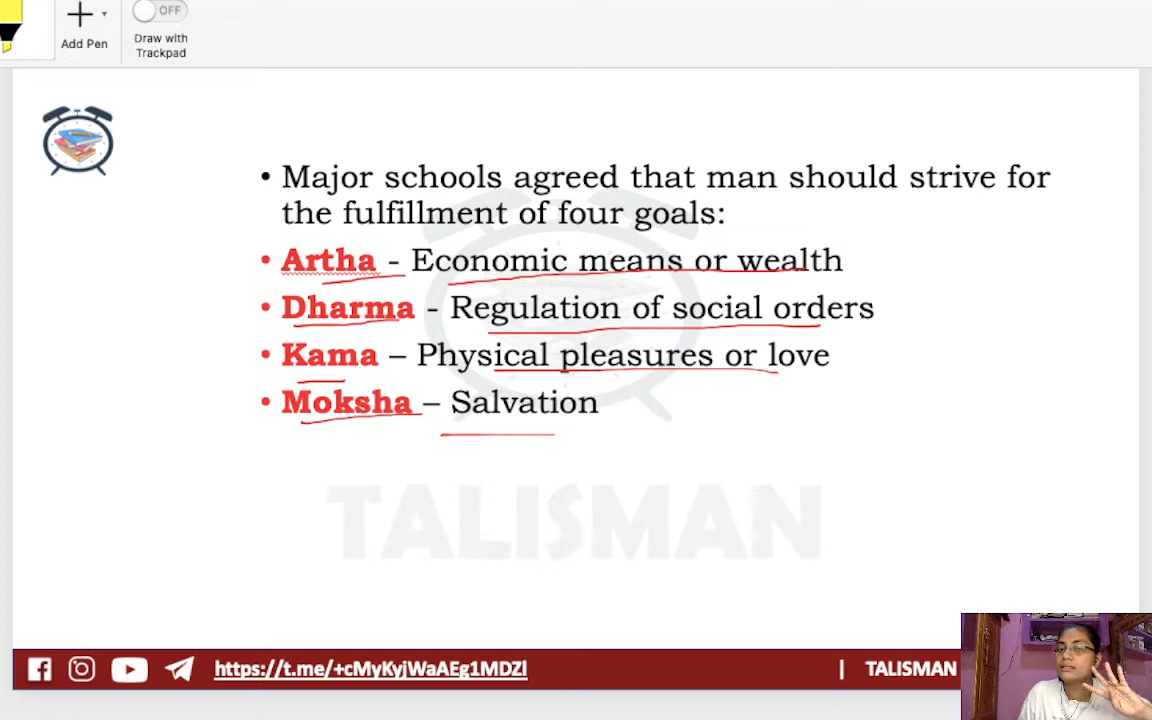 OFF
Add Pen
Draw with
Trackpad
• Major schools agreed that man should strive for
the fulfillment of four goals:
• Artha - Economic means or wealth
• Dharma - Regulation of social orders
• Kama – Physical pleasures or love
• Moksha – Salvation
TALISMAN
https://t.me/+cMyKyjWaAEg1MDZl
| TALISMAN